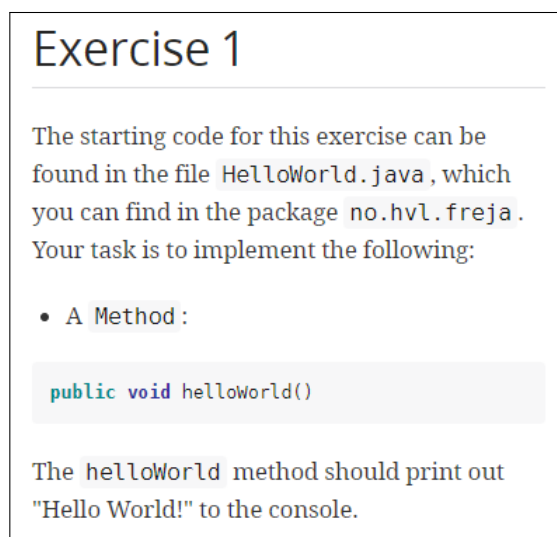 Exercise 1
The starting code for this exercise can be
found in the file HelloWorld.java, which
you can find in the package no.hvl.freja.
Your task is to implement the following:
• A Method:
public void helloWorld()
The helloWorld method should print out
"Hello World!" to the console.